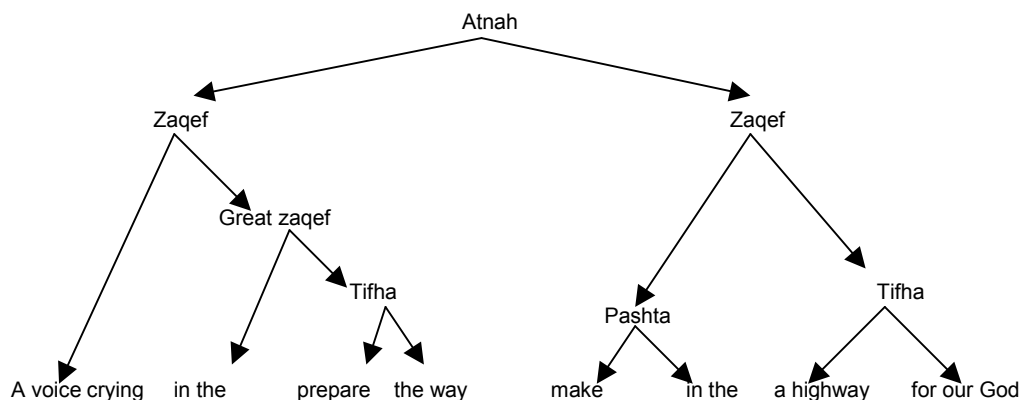 Atnah
Zaqef Zaqef
Great zaqef
Tifha Tifha
Pashta
A voice crying in the prepare the way make in the a highway for our God